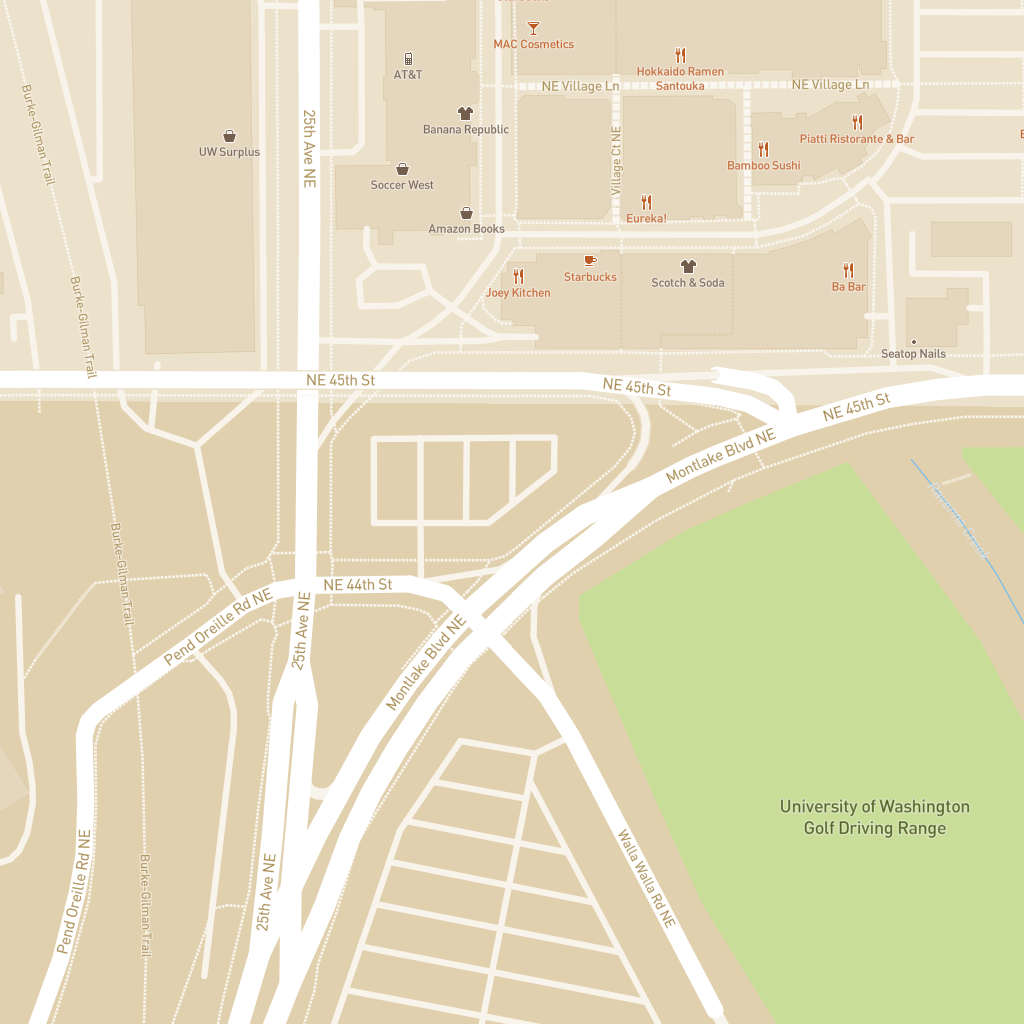 MAC Cosmetics
AT&T
Hokkaido Ramen
Santouka
NE Village Ln
NE Village Ln
Burke-Gilman Trail
25th Ave NE
Banana Republic
UW Surplus
Village Ct NE
Piatti Ristorante & Bar
Bamboo Sushi
Soccer West
Eureka!
Amazon Books
Joey Kitchen
Starbucks
Scotch & Soda
Ba Bar
Burke-Gilman Trail
Seatop Nails
NE 45th St
NE 45th St
NE 45th St
Montlake Blvd NE
Burke-Gilman Trail
NE 44th St
Pend Oreille Rd NE
25th Ave NE
Montlake Blvd NE
University of Washington
Golf Driving Range
Walla Walla Rd NE
Pend Oreille Rd NE
25th Ave NE
Burke-Gilman Trail